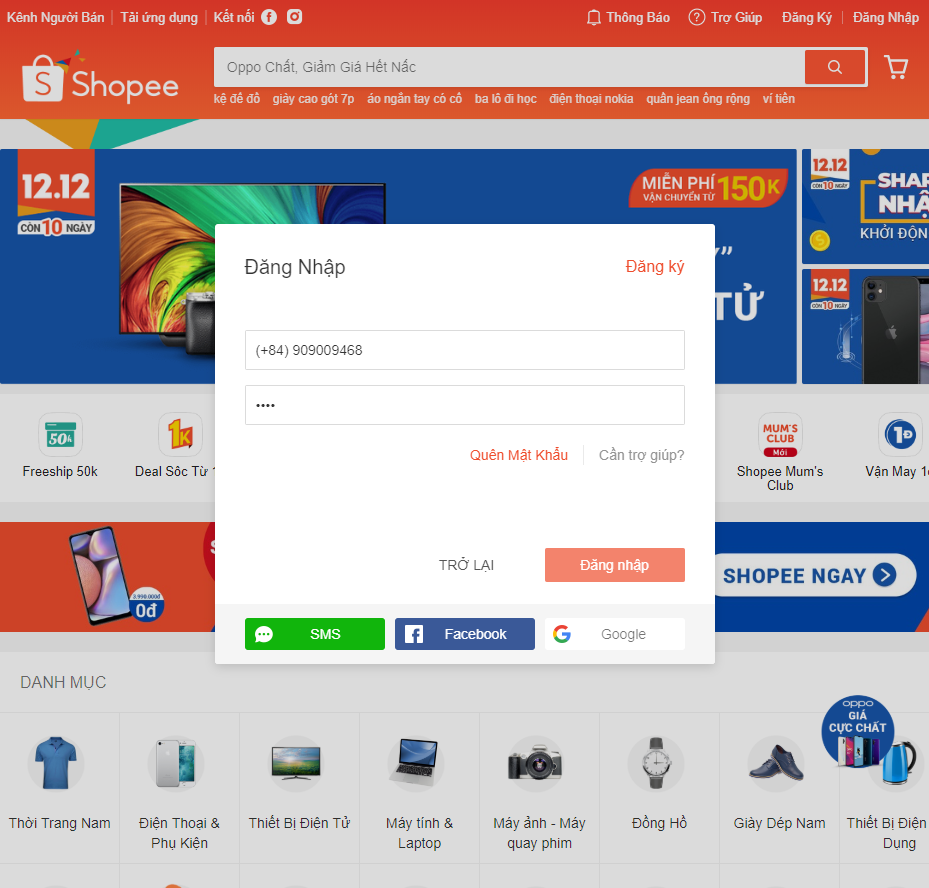 Kênh Người Bán Tải ứng dụng Kết nối Thông Báo Trợ Giúp Đăng Ký Đăng Nhập
Shopee
Oppo Chất, Giảm Giá Hết Nấc
kệ để đồ giày cao gót 7p áo ngắn tay có cổ ba lô đi học điện thoại nokia quần jean ống rộng ví tiền
12.12
CÒN 10 NGÀY
MIỄN PHÍ
VẬN CHUYỂN TỪ 150K
Y”
TỬ
12.12
CÒN 10 NGÀY
NHẬ
KHỞI ĐỘN
12.12
CÒN 10 NGÀY
Đăng Nhập
Đăng ký
(+84) 909009468
••••
Quên Mật Khẩu
Cần trợ giúp?
TRỞ LẠI
Đăng nhập
SMS
Facebook
Google
50k
Freeship 50k
1K
Deal Sốc Từ 1
MUM'S
CLUB
Mới
Shopee Mum's
Club
1Đ
Vận May 1
3.990.000đ
0đ
SHOPEE NGAY
DANH MỤC
oppo
GIÁ
CỰC CHẤT
Thời Trang Nam
Điện Thoại &
Phụ Kiện
Thiết Bị Điện Tử
Máy tính &
Laptop
Máy ảnh - Máy
quay phim
Đồng Hồ
Giày Dép Nam
Thiết Bị Điện
Dụng